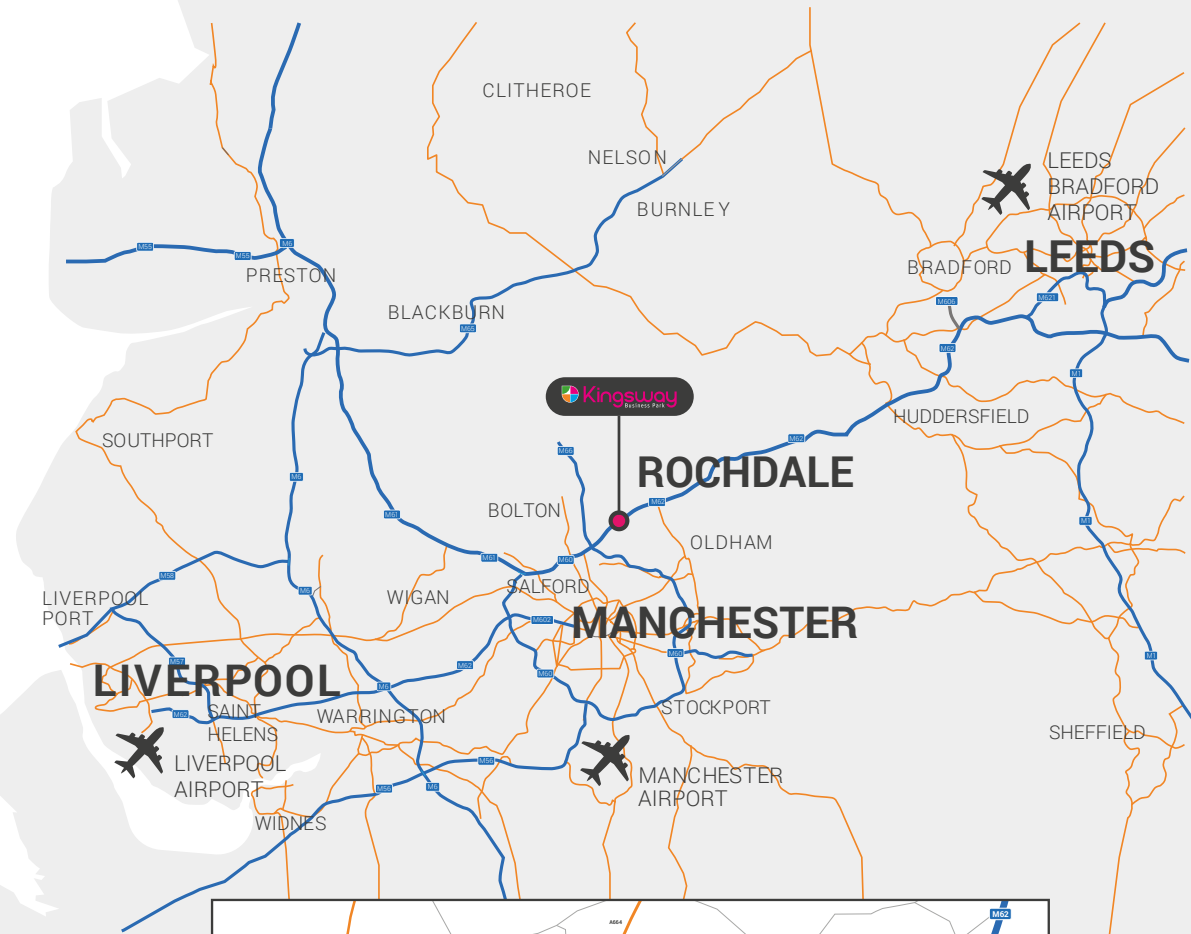 CLITHEROE
NELSON
LEEDS
BRADFORD
AIRPORT
BURNLEY
M6
M55
M55
LEEDS
BRADFORD
PRESTON
M621
M606
BLACKBURN
M65
M62
M1
Kingsway
Business Park
HUDDERSFIELD
SOUTHPORT
M62
M66
ROCHDALE
M6
M62
BOLTON
M61
M1
OLDHAM
M61
M60
M58
SALFORD
M6
WIGAN
LIVERPOOL
PORT
M602
MANCHESTER
M60
M1
M57
M62
M60
LIVERPOOL
M6
SAINT
HELENS
M62
WARRINGTON
STOCKPORT
SHEFFIELD
LIVERPOOL
AIRPORT
M56
MANCHESTER
AIRPORT
M56
M6
WIDNES
A664
M62